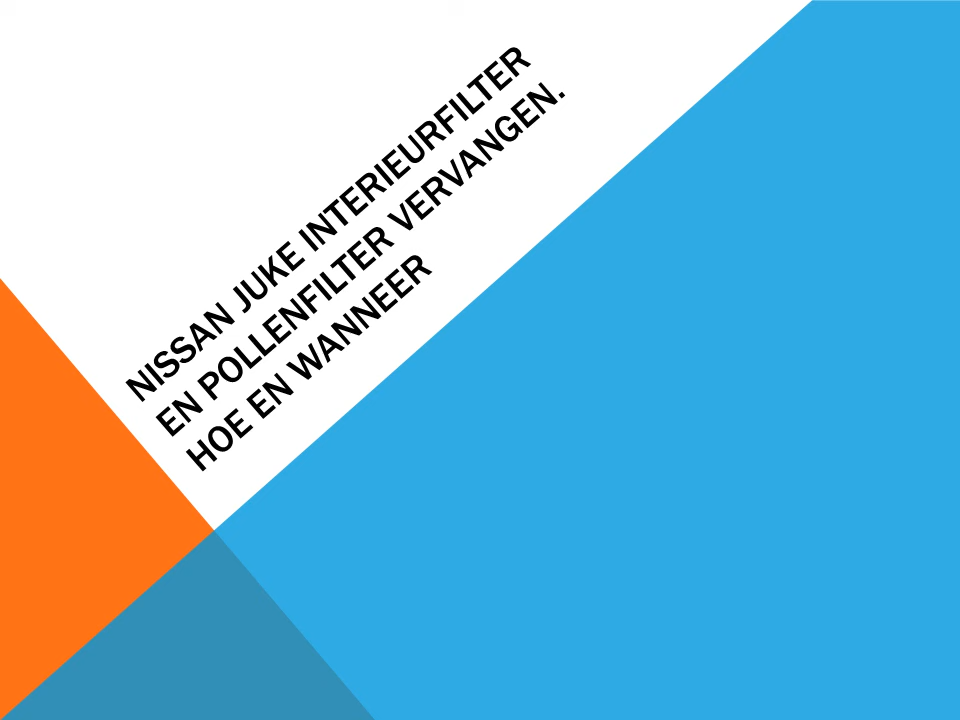 NISSAN JUKE INTERIEURFILTER
EN POLLENFILTER VERVANGEN.
HOE EN WANNEER